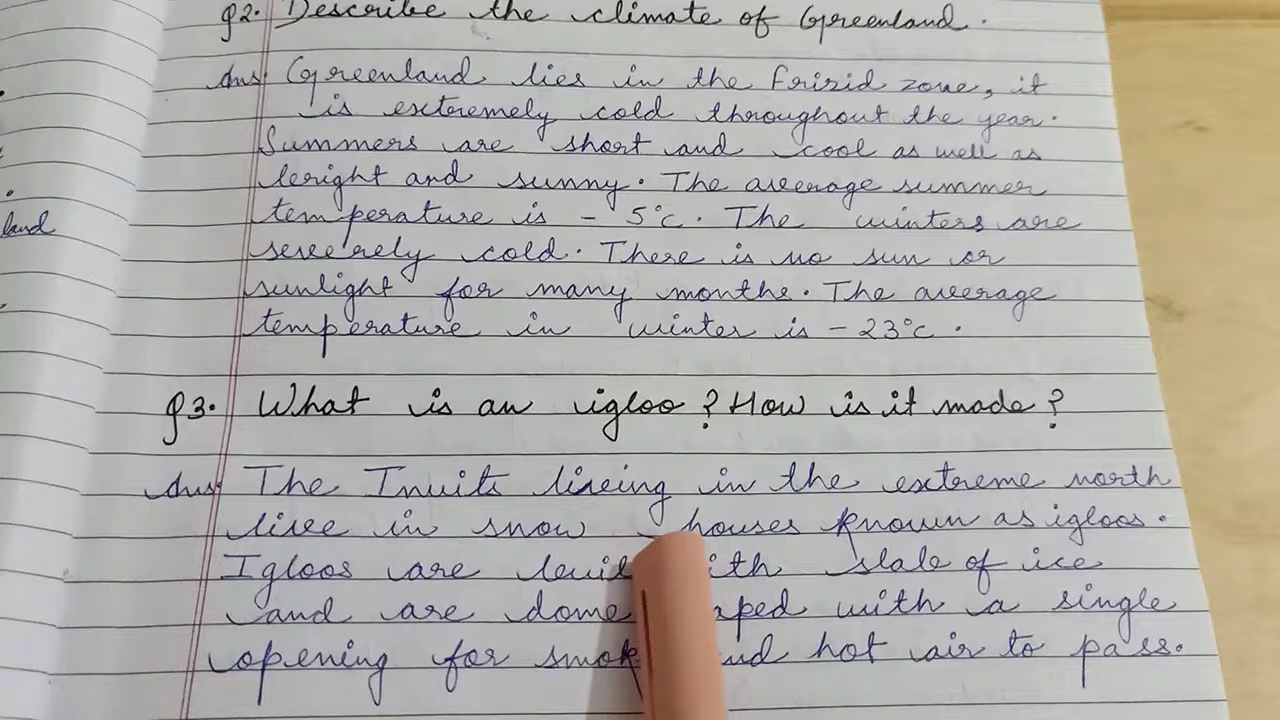 Q2. Describe the climate of Greenland.
Ans Greenland lies in the frizid zone, it
is extremely cold throughout the year.
Summers are short and cool as well as
bright and sunny. The average summer
temperature is - 5°c. The winters are
land
severely cold. There is no sun or
sunlight for many months. The average
temperature in winter is - 23°c.
Q3. What is an igloo? How is it made?
Ans The Inuits living in the extreme north
live in snow houses known as igloos.
Igloos are with slab of ice
and are dome with a single
opening for hot air to pass.